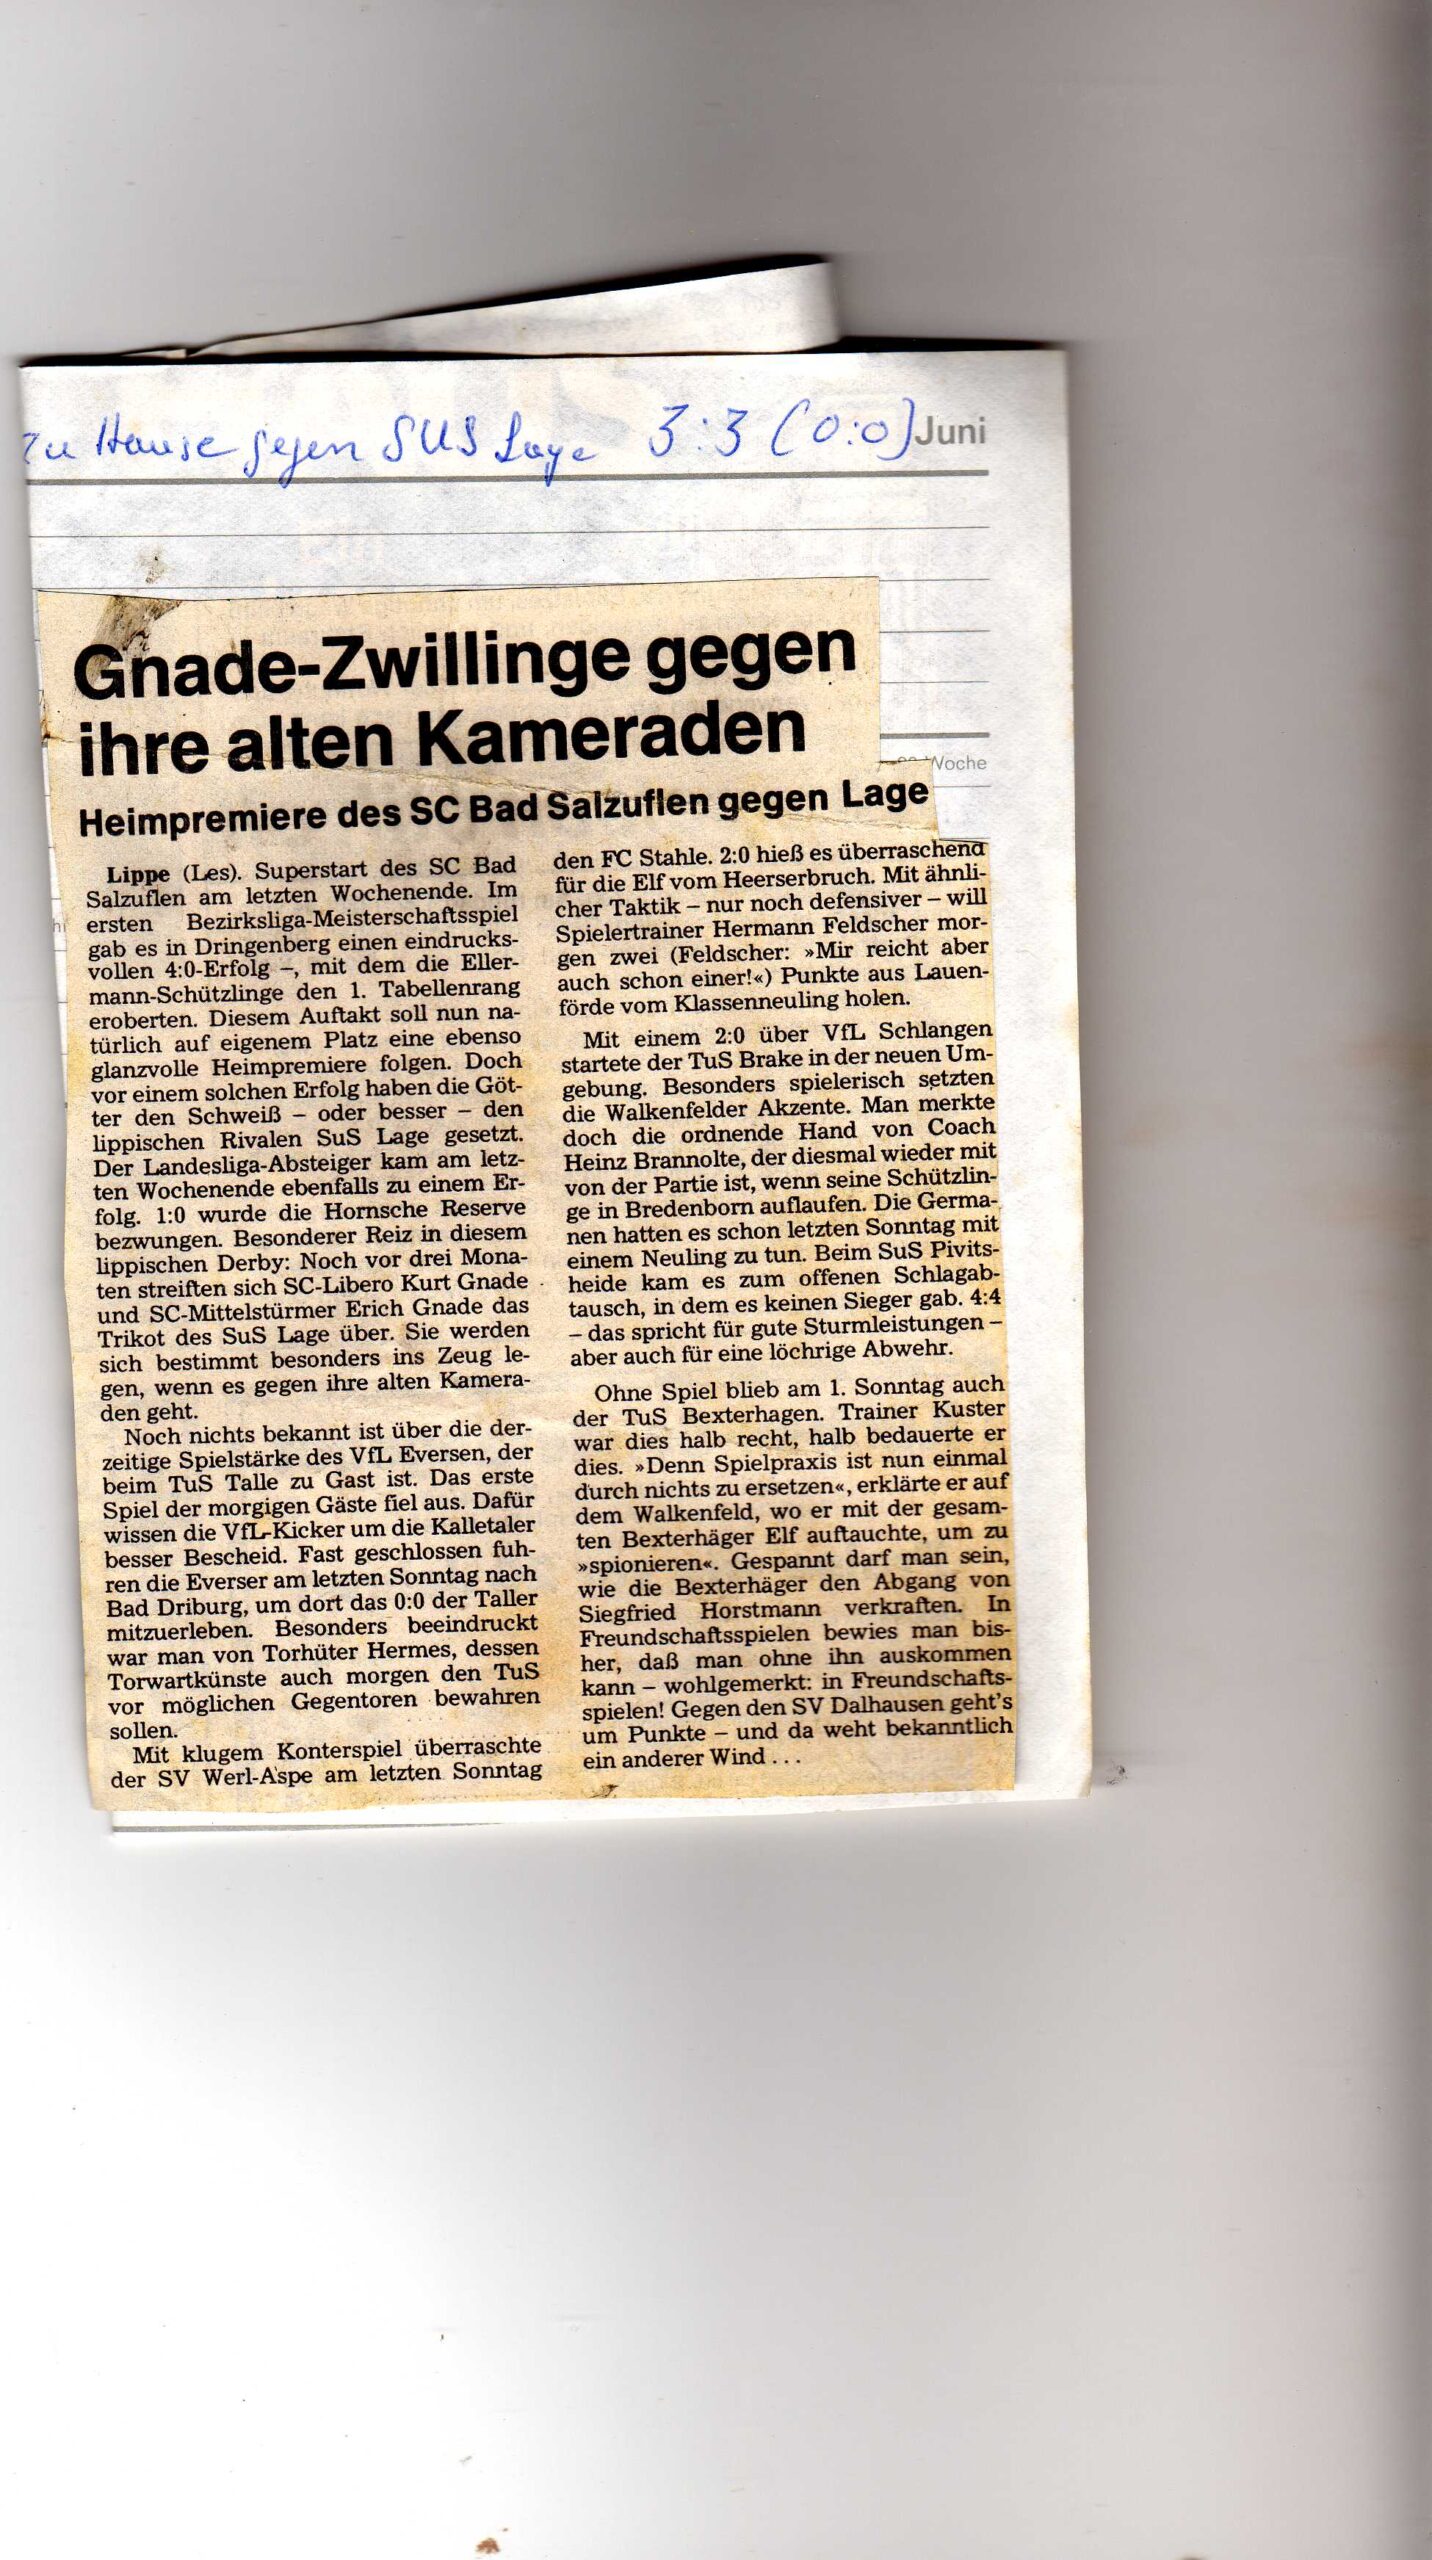 zu Hause gegen SUS Lage 3:3 (0:0) Juni
Woche
Gnade-Zwillinge gegen
ihre alten Kameraden
Heimpremiere des SC Bad Salzuflen gegen Lage
Lippe (Les). Superstart des SC Bad
Salzuflen am letzten Wochenende. Im
ersten Bezirksliga-Meisterschaftsspiel
gab es in Dringenberg einen eindrucks-
vollen 4:0-Erfolg –, mit dem die Eller-
mann-Schützlinge den 1. Tabellenrang
eroberten. Diesem Auftakt soll nun na-
türlich auf eigenem Platz eine ebenso
glanzvolle Heimpremiere folgen. Doch
vor einem solchen Erfolg haben die Göt-
ter den Schweiß – oder besser – den
lippischen Rivalen SuS Lage gesetzt.
Der Landesliga-Absteiger kam am letz-
ten Wochenende ebenfalls zu einem Er-
folg. 1:0 wurde die Hornsche Reserve
bezwungen. Besonderer Reiz in diesem
lippischen Derby: Noch vor drei Mona-
ten streiften sich SC-Libero Kurt Gnade
und SC-Mittelstürmer Erich Gnade das
Trikot des SuS Lage über. Sie werden
sich bestimmt besonders ins Zeug le-
gen, wenn es gegen ihre alten Kamera-
den geht.
Noch nichts bekannt ist über die der-
zeitige Spielstärke des VfL Eversen, der
beim TuS Talle zu Gast ist. Das erste
Spiel der morgigen Gäste fiel aus. Dafür
wissen die VfL-Kicker um die Kalletaler
besser Bescheid. Fast geschlossen fuh-
ren die Everser am letzten Sonntag nach
Bad Driburg, um dort das 0:0 der Taller
mitzuerleben. Besonders beeindruckt
war man von Torhüter Hermes, dessen
Torwartkünste auch morgen den TuS
vor möglichen Gegentoren bewahren
sollen.
Mit klugem Konterspiel überraschte
der SV Werl-Aspe am letzten Sonntag
den FC Stahle. 2:0 hieß es überraschend
für die Elf vom Heerserbruch. Mit ähnli-
cher Taktik – nur noch defensiver – will
Spielertrainer Hermann Feldscher mor-
gen zwei (Feldscher: »Mir reicht aber
auch schon einer!«) Punkte aus Lauen-
förde vom Klassenneuling holen.
Mit einem 2:0 über VfL Schlangen
startete der TuS Brake in der neuen Um-
gebung. Besonders spielerisch setzten
die Walkenfelder Akzente. Man merkte
doch die ordnende Hand von Coach
Heinz Brannolte, der diesmal wieder mit
von der Partie ist, wenn seine Schützlin-
ge in Bredenborn auflaufen. Die Germa-
nen hatten es schon letzten Sonntag mit
einem Neuling zu tun. Beim SuS Pivits-
heide kam es zum offenen Schlagab-
tausch, in dem es keinen Sieger gab. 4:4
– das spricht für gute Sturmleistungen –
aber auch für eine löchrige Abwehr.
Ohne Spiel blieb am 1. Sonntag auch
der TuS Bexterhagen. Trainer Kuster
war dies halb recht, halb bedauerte er
dies. »Denn Spielpraxis ist nun einmal
durch nichts zu ersetzen«, erklärte er auf
dem Walkenfeld, wo er mit der gesam-
ten Bexterhäger Elf auftauchte, um zu
»spionieren«. Gespannt darf man sein,
wie die Bexterhäger den Abgang von
Siegfried Horstmann verkraften. In
Freundschaftsspielen bewies man bis-
her, daß man ohne ihn auskommen
kann – wohlgemerkt: in Freundschafts-
spielen! Gegen den SV Dalhausen geht's
um Punkte – und da weht bekanntlich
ein anderer Wind . . .